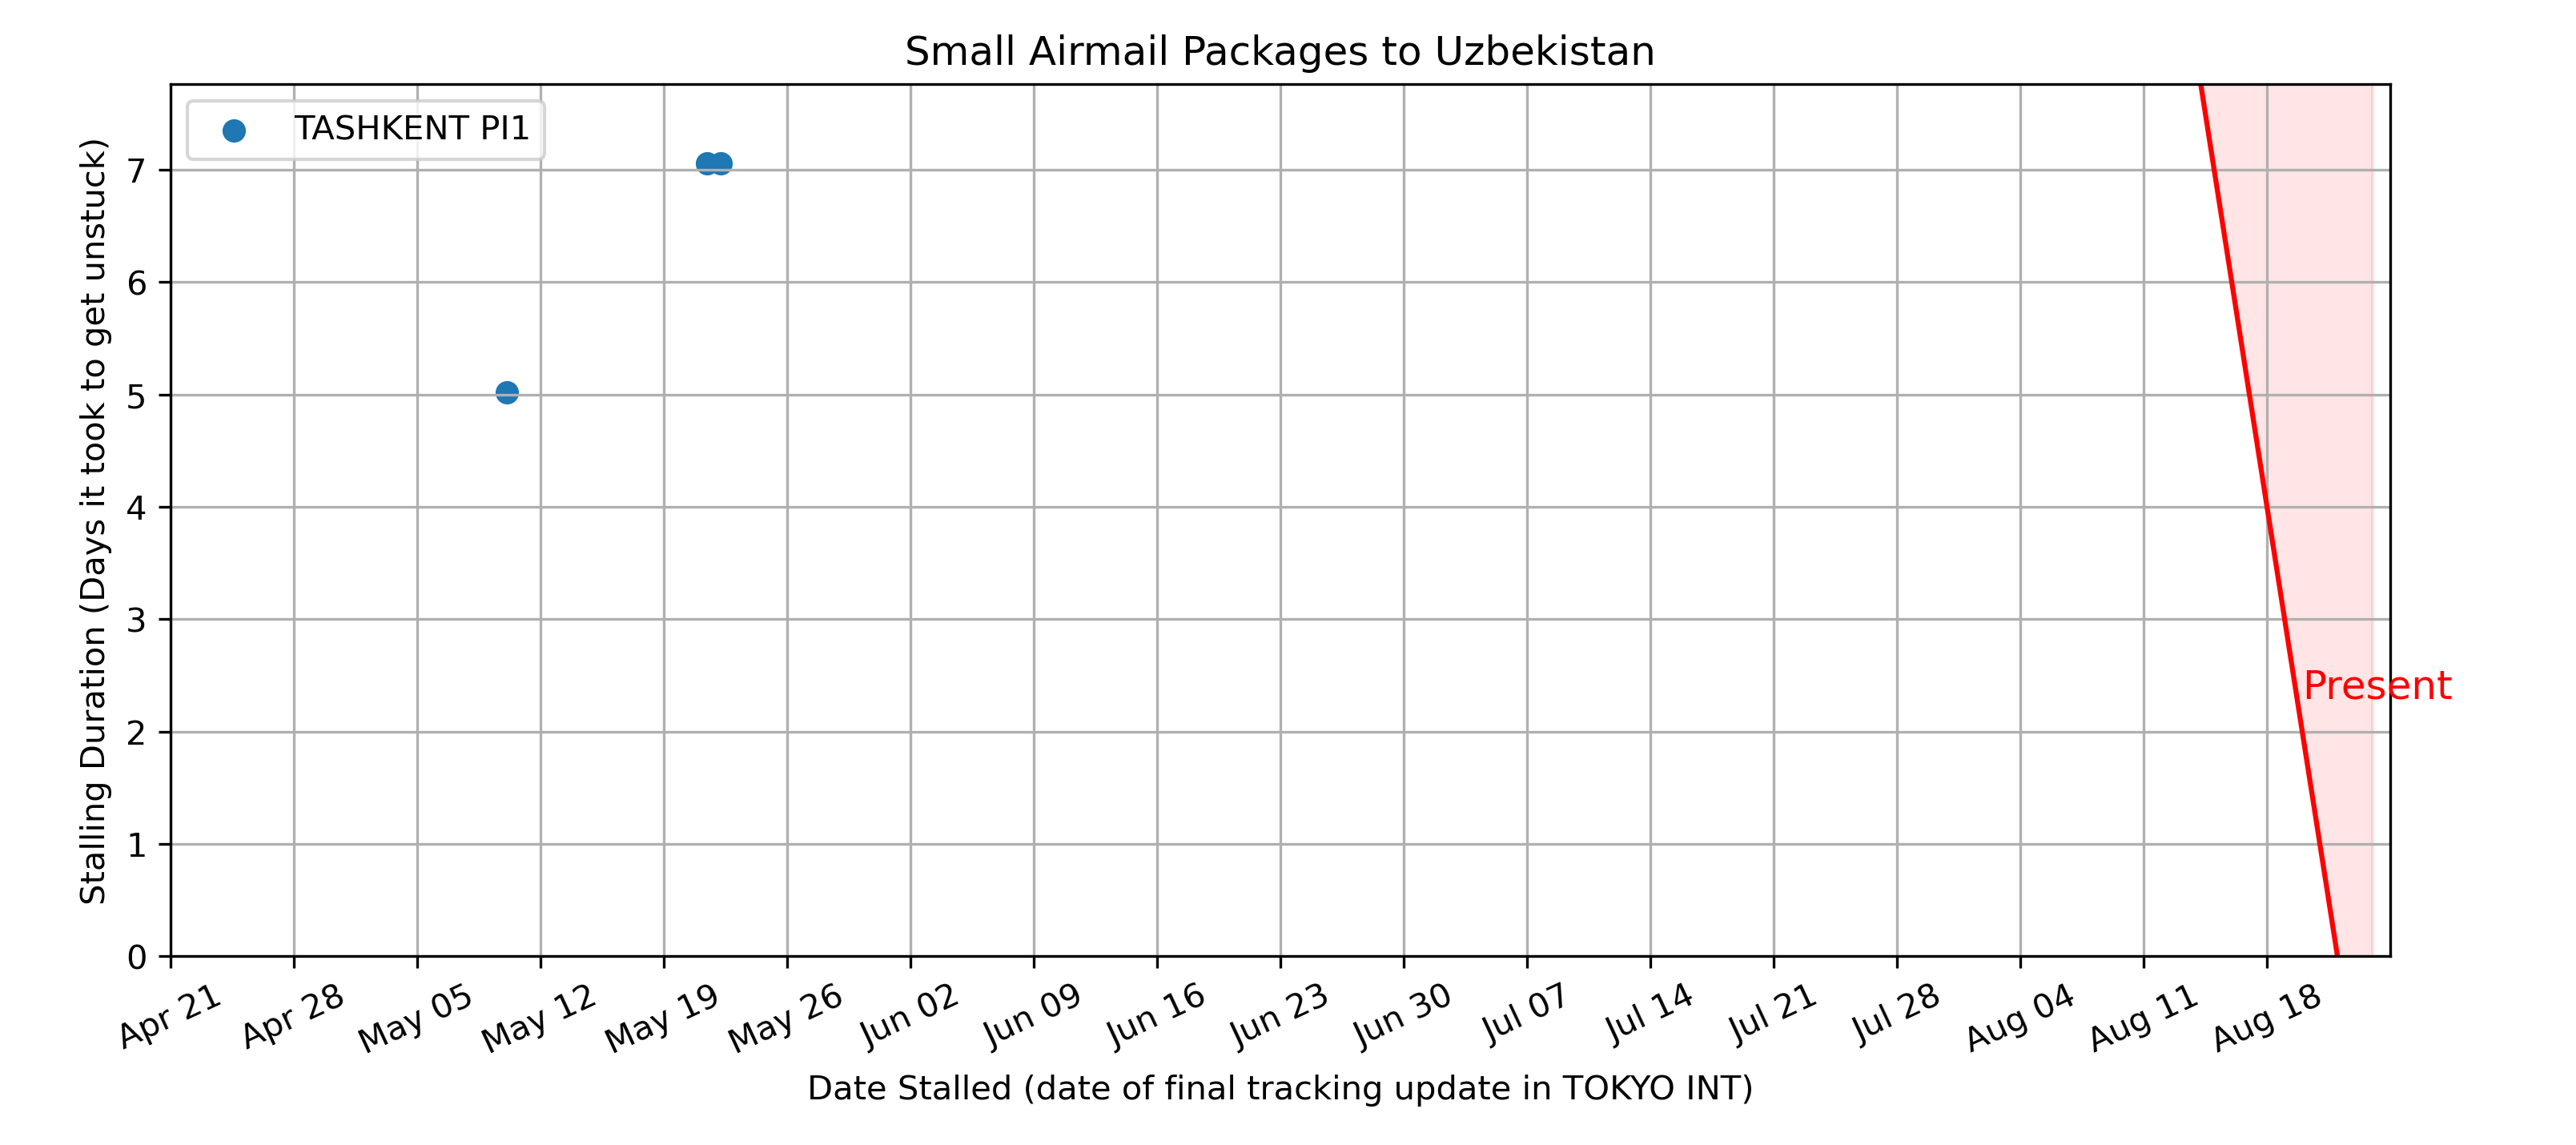 Small Airmail Packages to Uzbekistan
TASHKENT PI1
Stalling Duration (Days it took to get unstuck)
7
6
5
4
3
2
1
0
Present
Apr 21
Apr 28
May 05
May 12
May 19
May 26
Jun 02
Jun 09
Jun 16
Jun 23
Jun 30
Jul 07
Jul 14
Jul 21
Jul 28
Aug 04
Aug 11
Aug 18
Date Stalled (date of final tracking update in TOKYO INT)